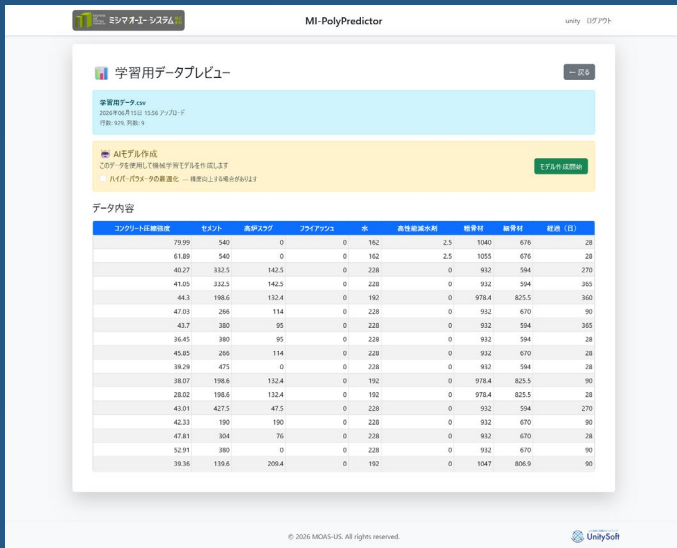 ミシマ オーエー システム 株式会社
MI-PolyPredictor
unity ログアウト
学習用データプレビュー
← 戻る
学習用データ.csv
2026年06月15日 15:56 アップロード
行数: 929, 列数: 9
AIモデル作成
このデータを使用して機械学習モデルを作成します
ハイパーパラメータの最適化 — 精度向上する場合があります
モデル作成開始
データ内容
コンクリート圧縮強度 セメント 高炉スラグ フライアッシュ 水 高性能減水剤 粗骨材 細骨材 経過（日）
79.99 540 0 0 162 2.5 1040 676 28
61.89 540 0 0 162 2.5 1055 676 28
40.27 332.5 142.5 0 228 0 932 594 270
41.05 332.5 142.5 0 228 0 932 594 365
44.3 198.6 132.4 0 192 0 978.4 825.5 360
47.03 266 114 0 228 0 932 670 90
43.7 380 95 0 228 0 932 594 365
36.45 380 95 0 228 0 932 594 28
45.85 266 114 0 228 0 932 670 28
39.29 475 0 0 228 0 932 594 28
38.07 198.6 132.4 0 192 0 978.4 825.5 90
28.02 198.6 132.4 0 192 0 978.4 825.5 28
43.01 427.5 47.5 0 228 0 932 594 270
42.33 190 190 0 228 0 932 670 90
47.81 304 76 0 228 0 932 670 28
52.91 380 0 0 228 0 932 670 90
39.36 139.6 209.4 0 192 0 1047 806.9 90
© 2026 MOAS-US. All rights reserved.
UnitySoft